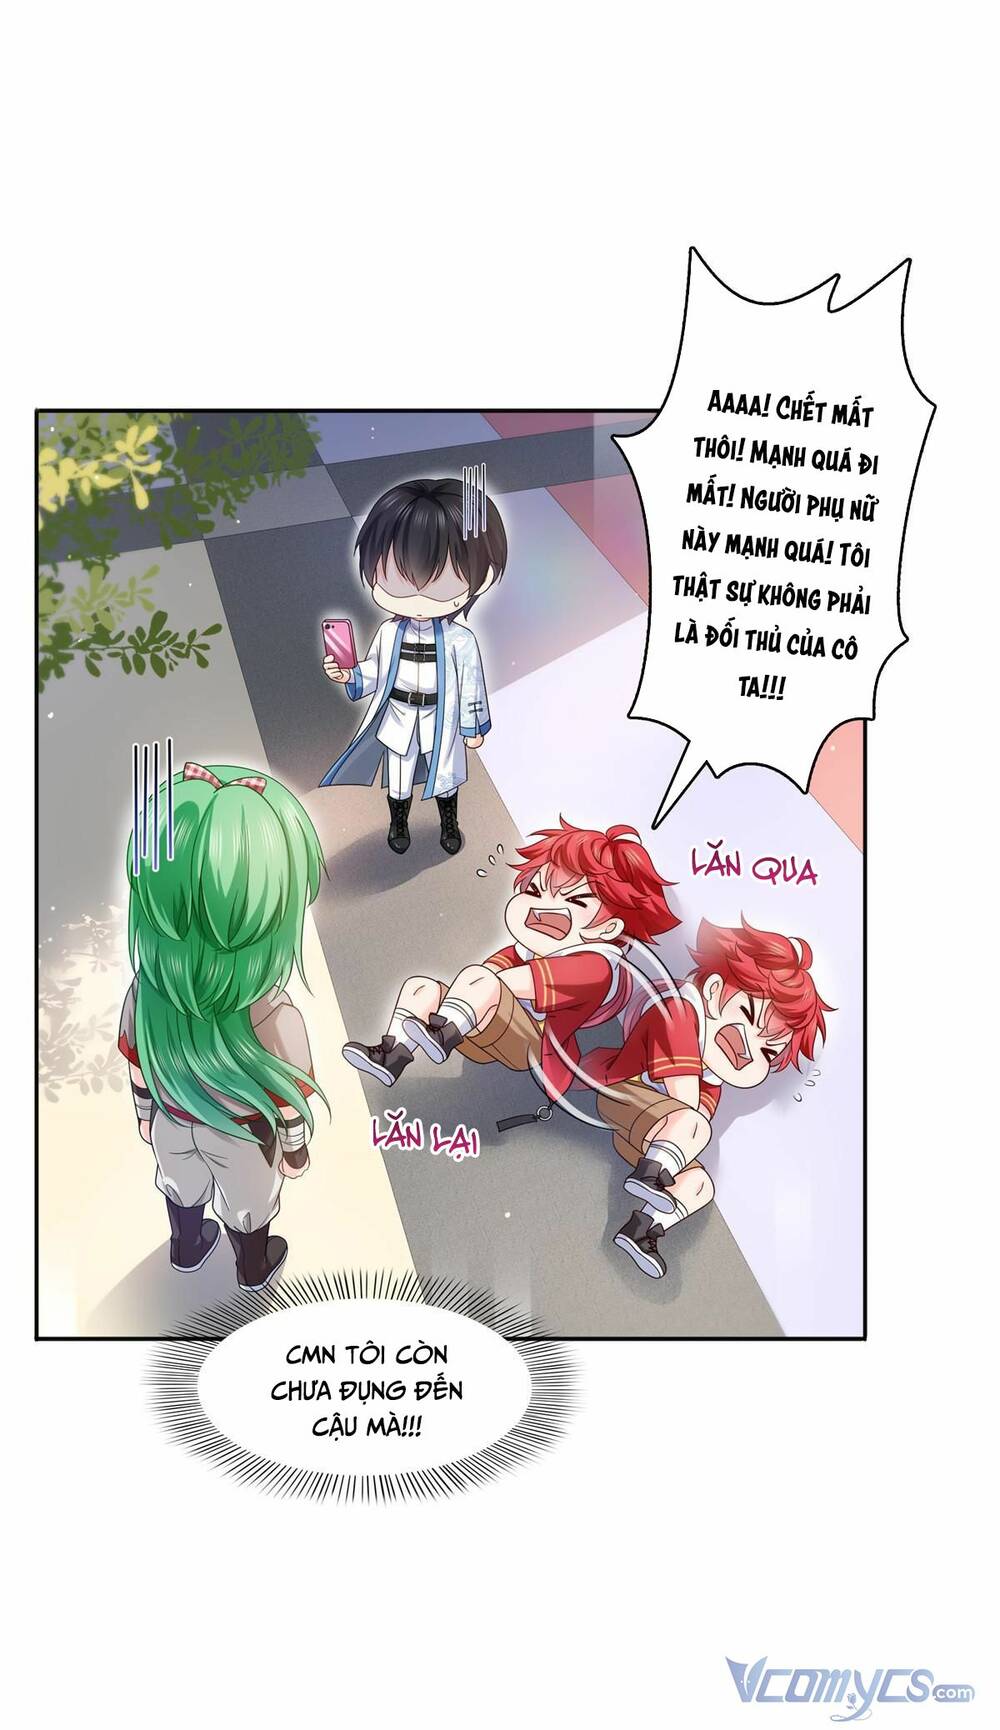 AAAA! CHẾT MẤT
THÔI! MẠNH QUÁ ĐI
MẤT! NGƯỜI PHỤ NỮ
NÀY MẠNH QUÁ! TÔI
THẬT SỰ KHÔNG PHẢI
LÀ ĐỐI THỦ CỦA CÔ
TA!!!
LĂN QUA
LĂN LẠI
CMN TÔI CÒN
CHƯA ĐỤNG ĐẾN
CẬU MÀ!!!
VCOMYCS.com